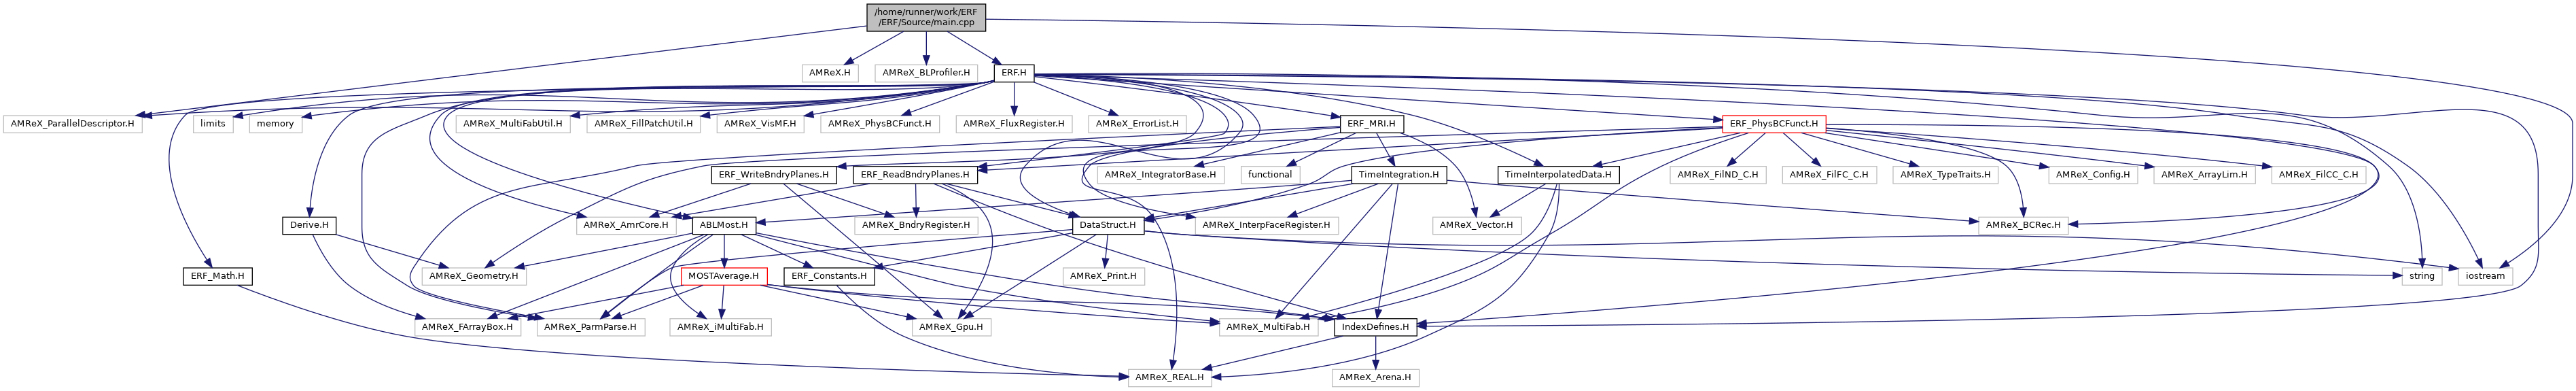 /home/runner/work/ERF
/ERF/Source/main.cpp
AMReX.H
AMReX_BLProfiler.H
ERF.H
AMReX_ParallelDescriptor.H
limits
memory
AMReX_MultiFabUtil.H
AMReX_FillPatchUtil.H
AMReX_VisMF.H
AMReX_PhysBCFunct.H
AMReX_FluxRegister.H
AMReX_ErrorList.H
ERF_MRI.H
ERF_PhysBCFunct.H
ERF_WriteBndryPlanes.H
ERF_ReadBndryPlanes.H
AMReX_IntegratorBase.H
functional
TimeIntegration.H
TimeInterpolatedData.H
AMReX_FilND_C.H
AMReX_FilFC_C.H
AMReX_TypeTraits.H
AMReX_Config.H
AMReX_ArrayLim.H
AMReX_FilCC_C.H
Derive.H
AMReX_AmrCore.H
ABLMost.H
AMReX_BndryRegister.H
DataStruct.H
AMReX_InterpFaceRegister.H
AMReX_Vector.H
AMReX_BCRec.H
ERF_Math.H
AMReX_Geometry.H
MOSTAverage.H
ERF_Constants.H
AMReX_Print.H
string
iostream
AMReX_FArrayBox.H
AMReX_ParmParse.H
AMReX_iMultiFab.H
AMReX_Gpu.H
AMReX_MultiFab.H
IndexDefines.H
AMReX_REAL.H
AMReX_Arena.H